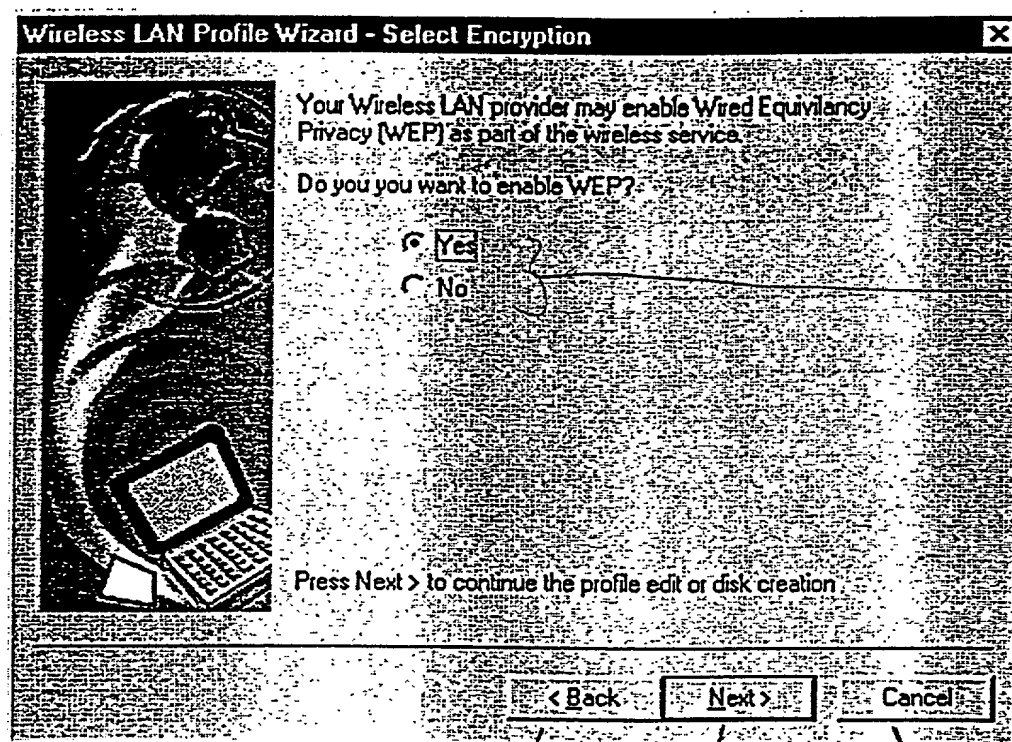 Wireless LAN Profile Wizard - Select Encryption
Your Wireless LAN provider may enable Wired Equivilancy
Privacy (WEP) as part of the wireless service.
Do you you want to enable WEP?
Yes
No
Press Next > to continue the profile edit or disk creation
< Back
Next >
Cancel